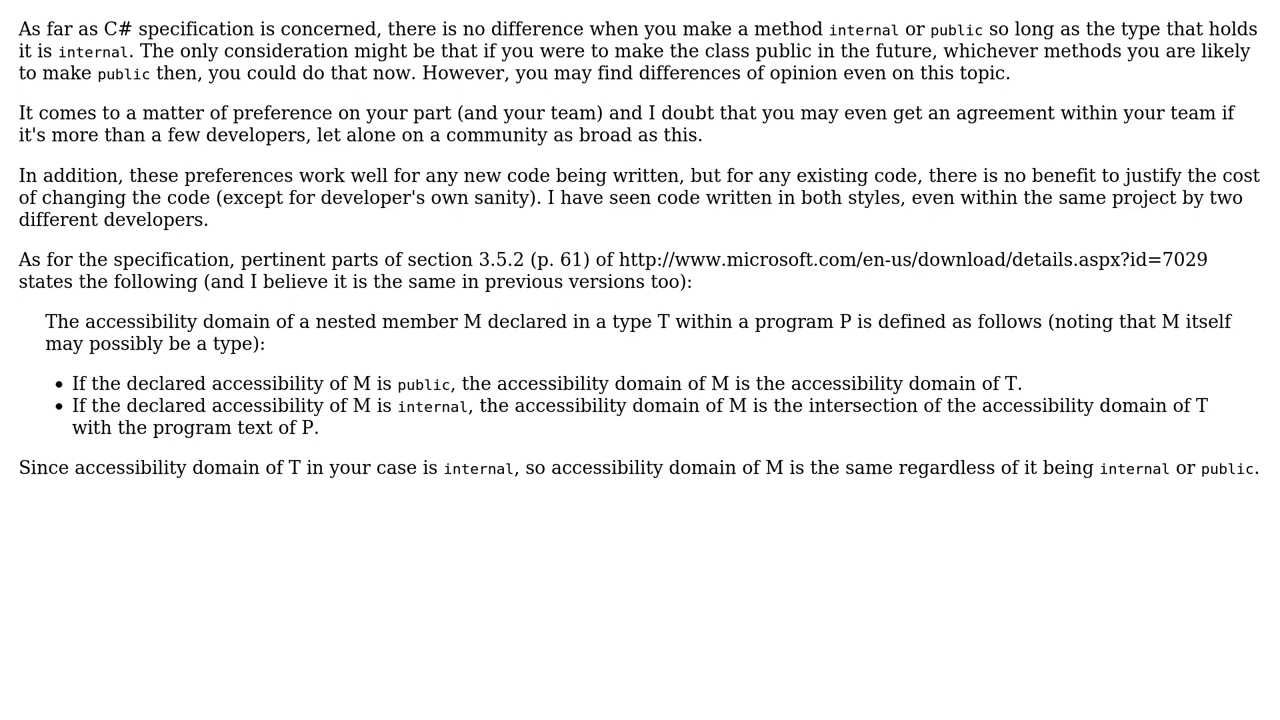 As far as C# specification is concerned, there is no difference when you make a method internal or public so long as the type that holds
it is internal. The only consideration might be that if you were to make the class public in the future, whichever methods you are likely
to make public then, you could do that now. However, you may find differences of opinion even on this topic.
It comes to a matter of preference on your part (and your team) and I doubt that you may even get an agreement within your team if
it's more than a few developers, let alone on a community as broad as this.
In addition, these preferences work well for any new code being written, but for any existing code, there is no benefit to justify the cost
of changing the code (except for developer's own sanity). I have seen code written in both styles, even within the same project by two
different developers.
As for the specification, pertinent parts of section 3.5.2 (p. 61) of http://www.microsoft.com/en-us/download/details.aspx?id=7029
states the following (and I believe it is the same in previous versions too):
The accessibility domain of a nested member M declared in a type T within a program P is defined as follows (noting that M itself
may possibly be a type):
• If the declared accessibility of M is public, the accessibility domain of M is the accessibility domain of T.
• If the declared accessibility of M is internal, the accessibility domain of M is the intersection of the accessibility domain of T
with the program text of P.
Since accessibility domain of T in your case is internal, so accessibility domain of M is the same regardless of it being internal or public.